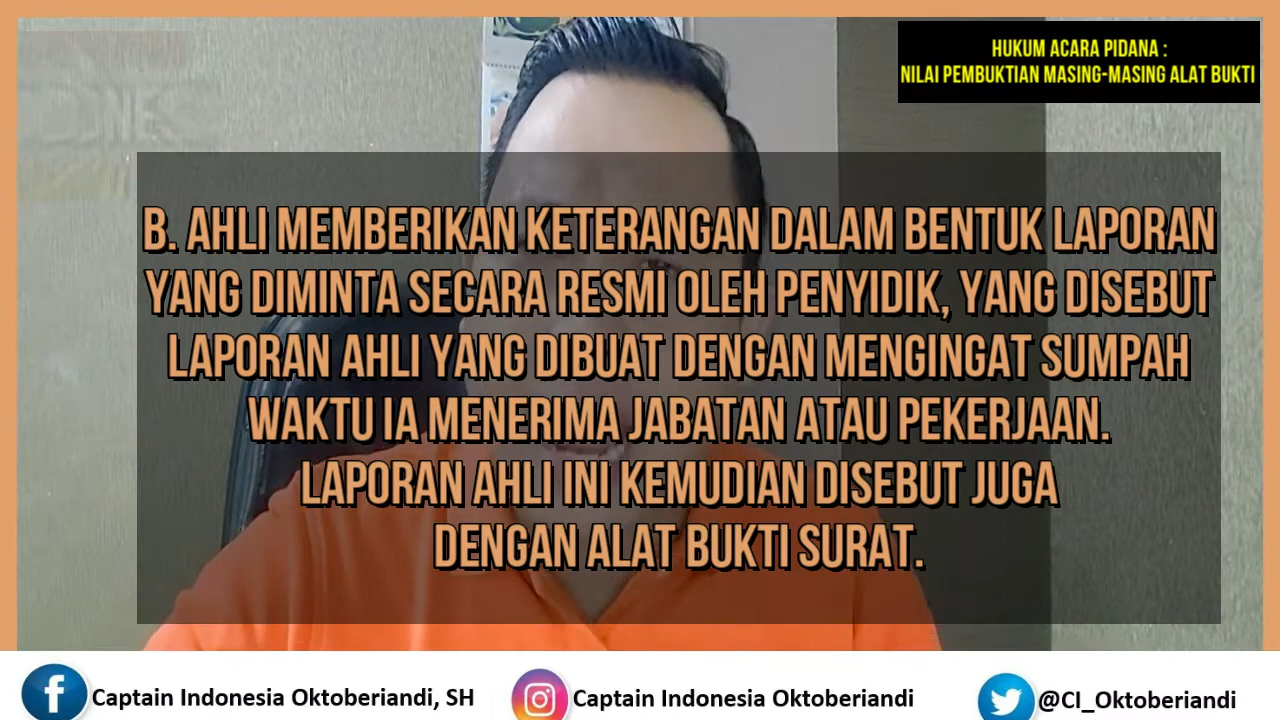 HUKUM ACARA PIDANA :
NILAI PEMBUKTIAN MASING-MASING ALAT BUKTI
B. AHLI MEMBERIKAN KETERANGAN DALAM BENTUK LAPORAN
YANG DIMINTA SECARA RESMI OLEH PENYIDIK, YANG DISEBUT
LAPORAN AHLI YANG DIBUAT DENGAN MENGINGAT SUMPAH
WAKTU IA MENERIMA JABATAN ATAU PEKERJAAN.
LAPORAN AHLI INI KEMUDIAN DISEBUT JUGA
DENGAN ALAT BUKTI SURAT.
Captain Indonesia Oktoberiandi, SH
Captain Indonesia Oktoberiandi
@CI_Oktoberiandi